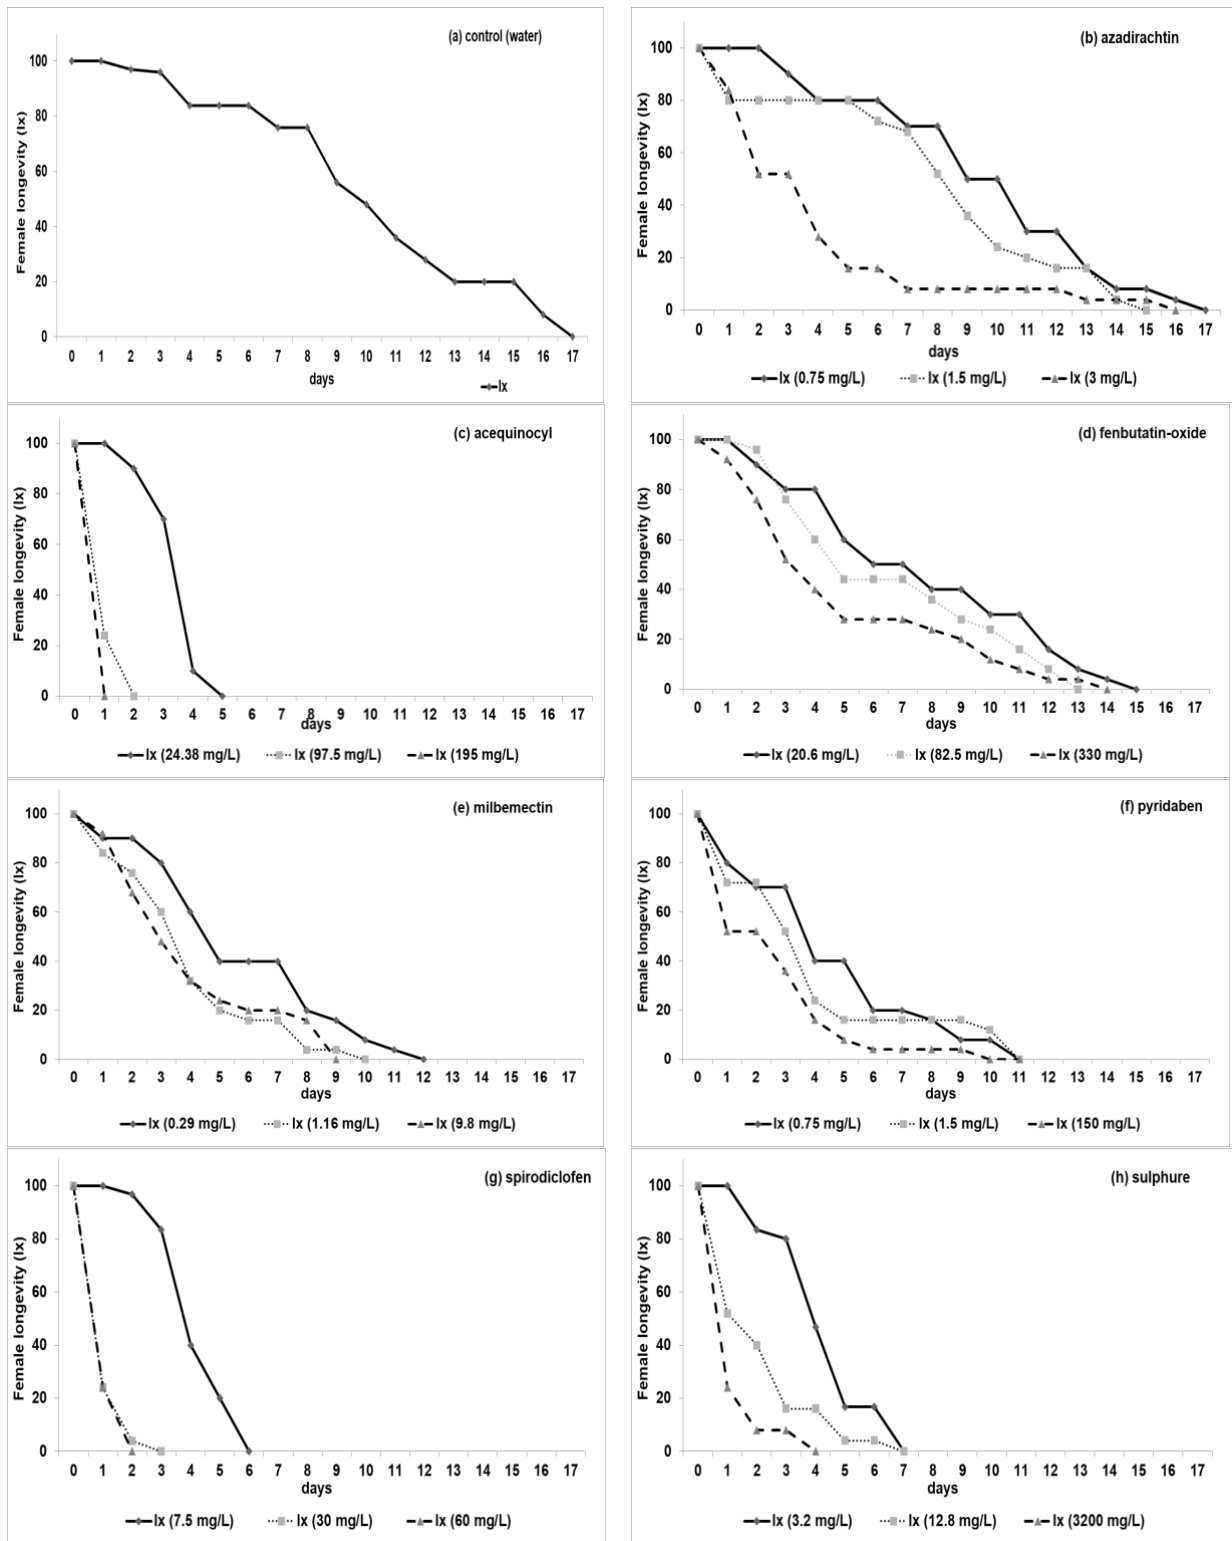 (a) control (water)
Female longevity (lx)
100
80
60
40
20
0
0 1 2 3 4 5 6 7 8 9 10 11 12 13 14 15 16 17
days
lx
(b) azadirachtin
Female longevity (lx)
100
80
60
40
20
0
0 1 2 3 4 5 6 7 8 9 10 11 12 13 14 15 16 17
days
lx (0.75 mg/L) lx (1.5 mg/L) lx (3 mg/L)
(c) acequinocyl
Female longevity (lx)
100
80
60
40
20
0
0 1 2 3 4 5 6 7 8 9 10 11 12 13 14 15 16 17
days
lx (24.38 mg/L) lx (97.5 mg/L) lx (195 mg/L)
(d) fenbutatin-oxide
Female longevity (lx)
100
80
60
40
20
0
0 1 2 3 4 5 6 7 8 9 10 11 12 13 14 15 16 17
days
lx (20.6 mg/L) lx (82.5 mg/L) lx (330 mg/L)
(e) milbemectin
Female longevity (lx)
100
80
60
40
20
0
0 1 2 3 4 5 6 7 8 9 10 11 12 13 14 15 16 17
days
lx (0.29 mg/L) lx (1.16 mg/L) lx (9.8 mg/L)
(f) pyridaben
Female longevity (lx)
100
80
60
40
20
0
0 1 2 3 4 5 6 7 8 9 10 11 12 13 14 15 16 17
days
lx (0.75 mg/L) lx (1.5 mg/L) lx (150 mg/L)
(g) spirodiclofen
Female longevity (lx)
100
80
60
40
20
0
0 1 2 3 4 5 6 7 8 9 10 11 12 13 14 15 16 17
days
lx (7.5 mg/L) lx (30 mg/L) lx (60 mg/L)
(h) sulphure
Female longevity (lx)
100
80
60
40
20
0
0 1 2 3 4 5 6 7 8 9 10 11 12 13 14 15 16 17
days
lx (3.2 mg/L) lx (12.8 mg/L) lx (3200 mg/L)